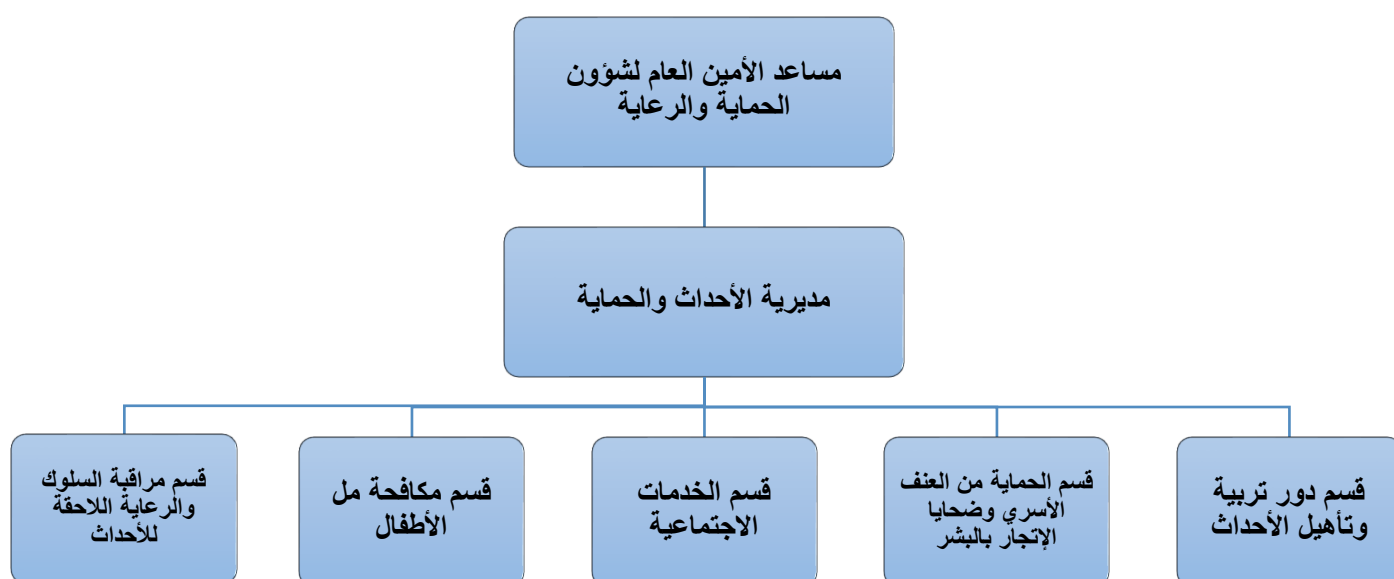 مساعد الأمين العام لشؤون
الحماية والرعاية
مديرية الأحداث والحماية
قسم دور تربية
وتأهيل الأحداث
قسم الحماية من العنف
الأسري وضحايا
الإتجار بالبشر
قسم الخدمات
الاجتماعية
قسم مكافحة مل
الأطفال
قسم مراقبة السلوك
والرعاية اللاحقة
للأحداث